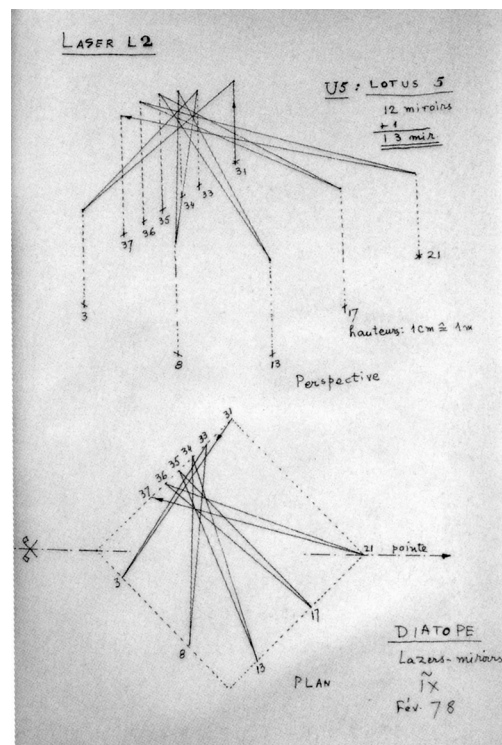 LASER L2
U5 : LOTUS 5
12 miroirs
+ 1
13 mir.
31
33
34
35
36
37
21
3
17
hauteurs: 1cm ≅ 1m
8
13
Perspective
31
33
34
35
36
37
21 pointe
3
17
8
13
PLAN
DIATOPE
Lazers-miroirs
Fév. 78